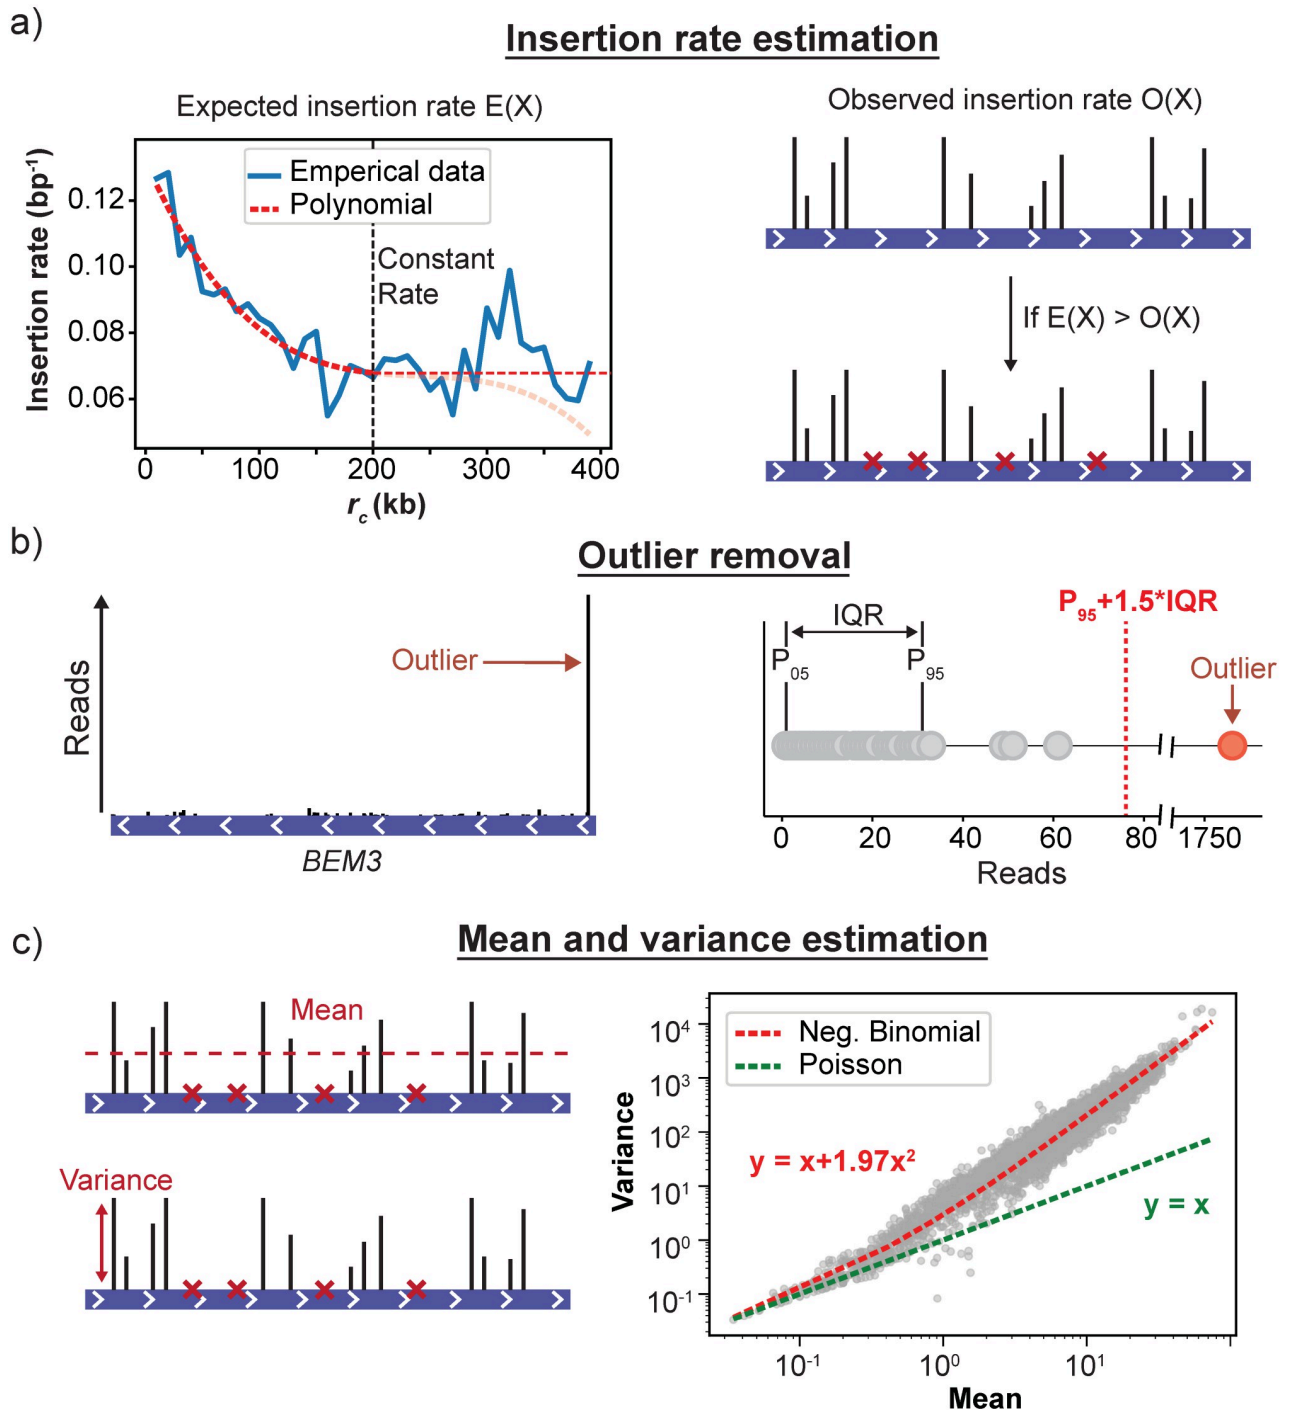 a)
Insertion rate estimation
Expected insertion rate E(X)
Insertion rate (bp⁻¹)
0.12
0.10
0.08
0.06
Emperical data
Polynomial
Constant
Rate
0 100 200 300 400
r_c (kb)
Observed insertion rate O(X)
If E(X) > O(X)
b)
Outlier removal
Reads
Outlier
BEM3
P₉₅+1.5*IQR
IQR
P₀₅
P₉₅
Outlier
0 20 40 60 80 1750
Reads
c)
Mean and variance estimation
Mean
Variance
Variance
10⁴
10³
10²
10¹
10⁰
10⁻¹
Neg. Binomial
Poisson
y = x+1.97x²
y = x
10⁻¹ 10⁰ 10¹
Mean